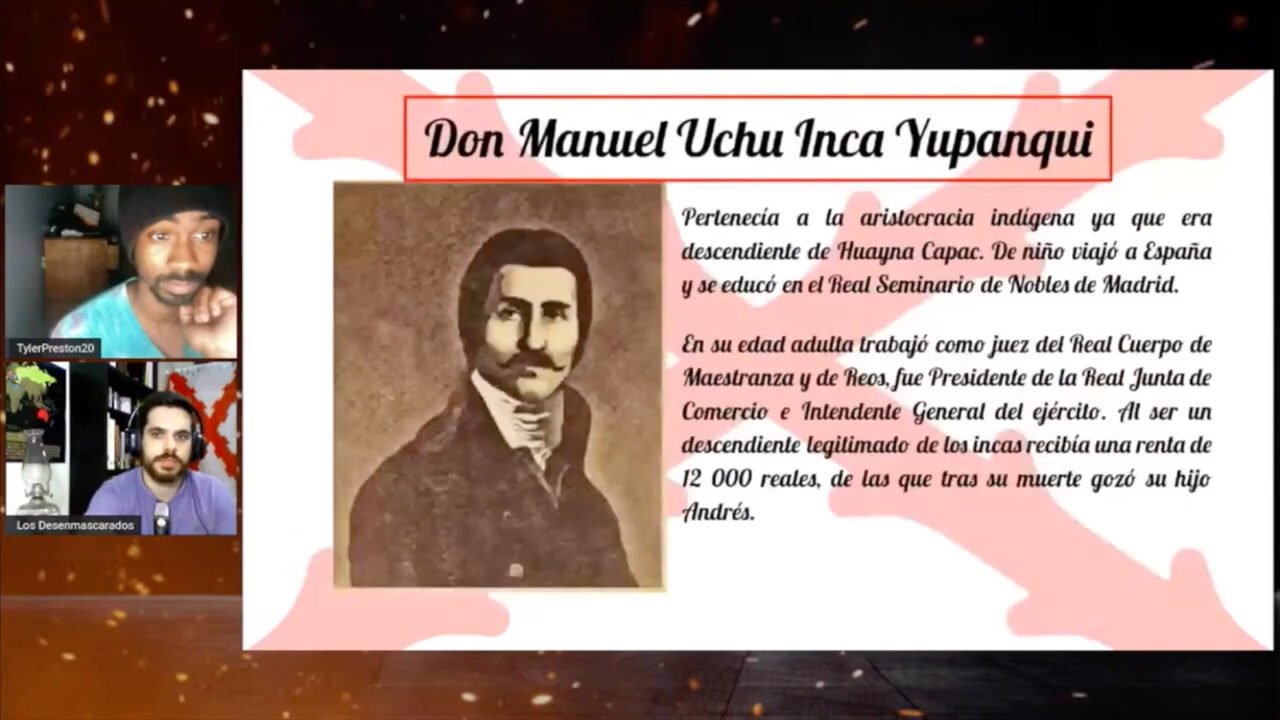 Don Manuel Uchu Inca Yupanqui
Pertenecía a la aristocracia indígena ya que era
descendiente de Huayna Capac. De niño viajó a España
y se educó en el Real Seminario de Nobles de Madrid.
En su edad adulta trabajó como juez del Real Cuerpo de
Maestranza y de Reos, fue Presidente de la Real Junta de
Comercio e Intendente General del ejército. Al ser un
descendiente legitimado de los incas recibía una renta de
12 000 reales, de las que tras su muerte gozó su hijo
Andrés.
TylerPreston20
Los Desenmascarados